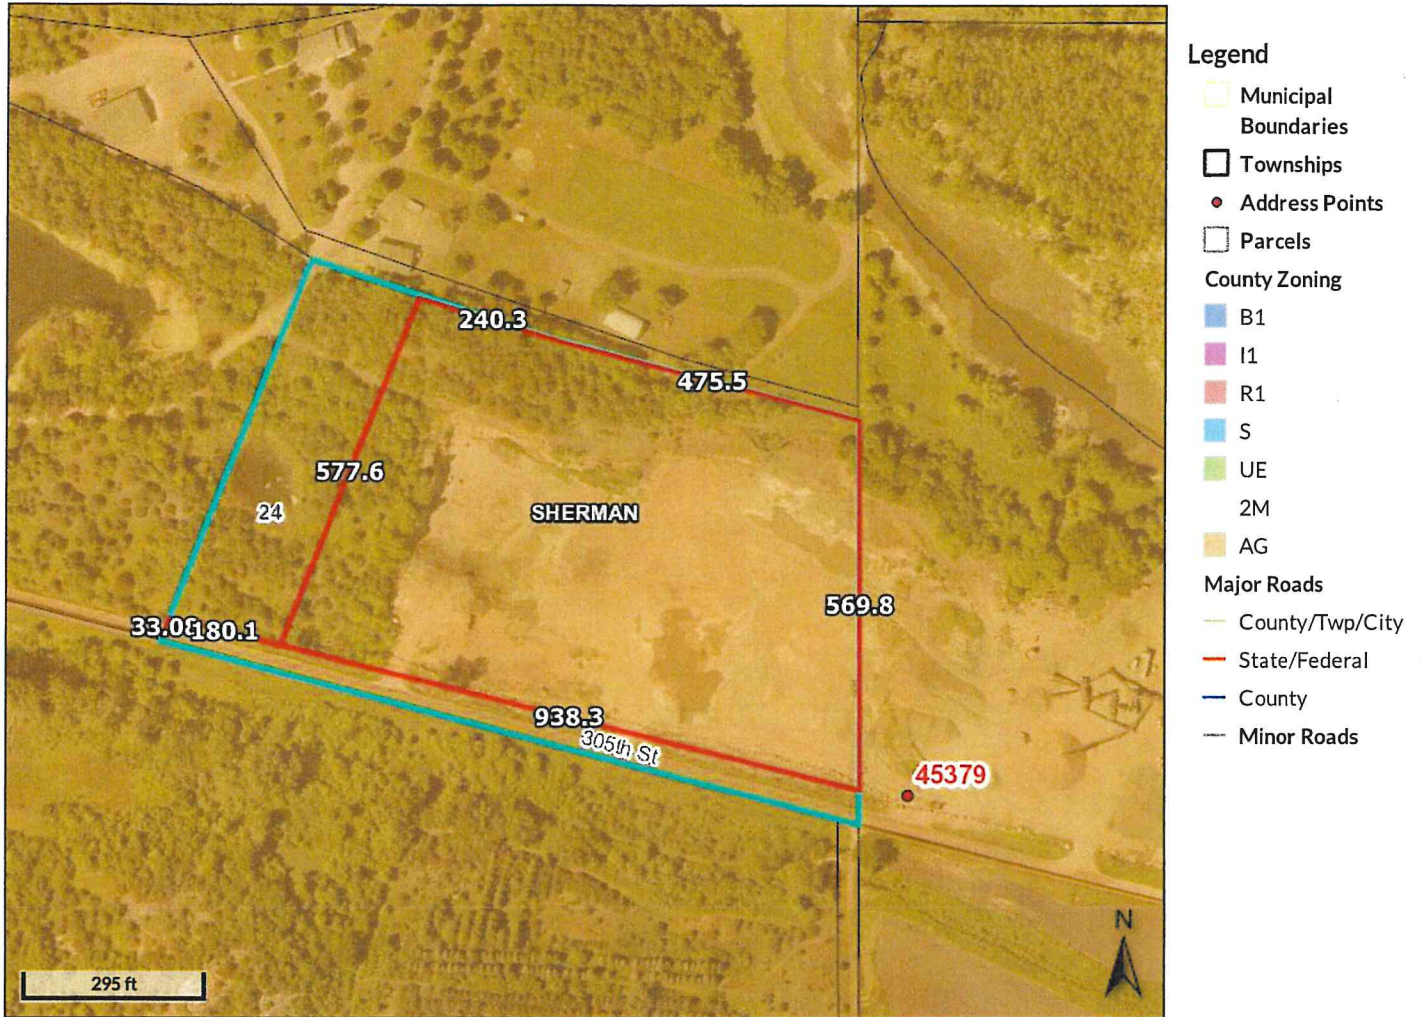 240.3
475.5
577.6
24
SHERMAN
569.8
33.08
180.1
938.3
305th St
45379
N
295 ft
Legend
Municipal
Boundaries
Townships
Address Points
Parcels
County Zoning
B1
I1
R1
S
UE
2M
AG
Major Roads
County/Twp/City
State/Federal
County
Minor Roads